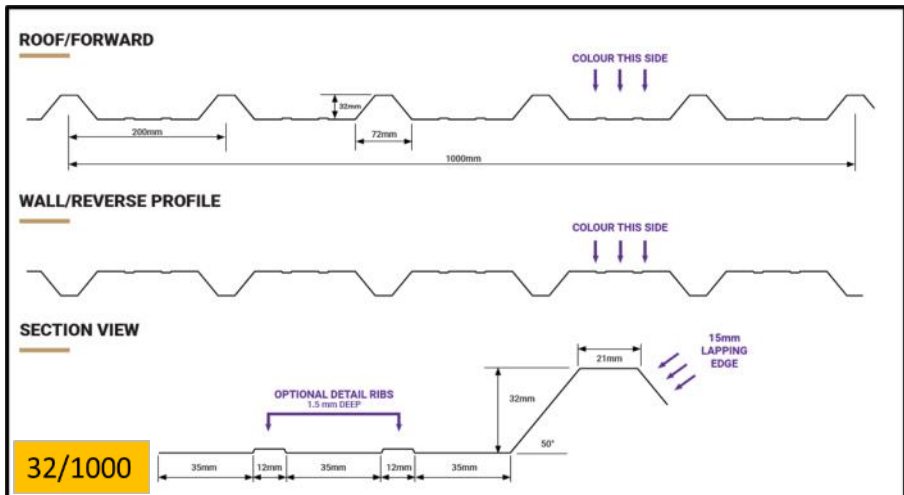 ROOF/FORWARD
COLOUR THIS SIDE
32mm
200mm
72mm
1000mm
WALL/REVERSE PROFILE
COLOUR THIS SIDE
SECTION VIEW
15mm
LAPPING
EDGE
21mm
OPTIONAL DETAIL RIBS
1.5 mm DEEP
32mm
50°
32/1000
35mm
12mm
35mm
12mm
35mm